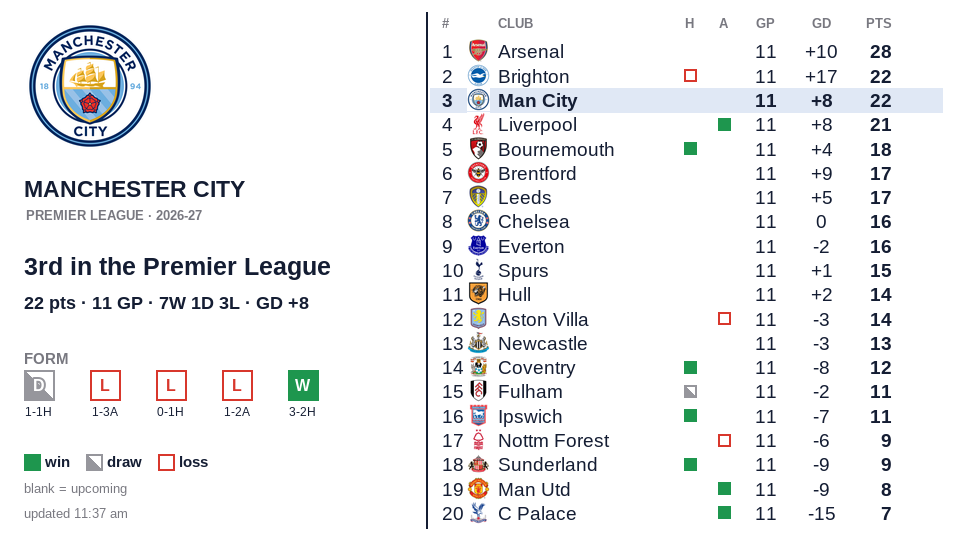 MANCHESTER
18 94
CITY
MANCHESTER CITY
PREMIER LEAGUE · 2026-27
3rd in the Premier League
22 pts · 11 GP · 7W 1D 3L · GD +8
FORM
D L L L W
1-1H 1-3A 0-1H 1-2A 3-2H
win draw loss
blank = upcoming
updated 11:37 am
# CLUB H A GP GD PTS
1 Arsenal 11 +10 28
2 Brighton 11 +17 22
3 Man City 11 +8 22
4 Liverpool 11 +8 21
5 Bournemouth 11 +4 18
6 Brentford 11 +9 17
7 Leeds 11 +5 17
8 Chelsea 11 0 16
9 Everton 11 -2 16
10 Spurs 11 +1 15
11 Hull 11 +2 14
12 Aston Villa 11 -3 14
13 Newcastle 11 -3 13
14 Coventry 11 -8 12
15 Fulham 11 -2 11
16 Ipswich 11 -7 11
17 Nottm Forest 11 -6 9
18 Sunderland 11 -9 9
19 Man Utd 11 -9 8
20 C Palace 11 -15 7